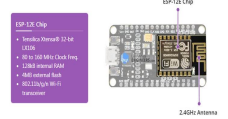 ESP-12E Chip
ESP-12E Chip
• Tensilica Xtensa® 32-bit
LX106
• 80 to 160 MHz Clock Freq.
• 128kB internal RAM
• 4MB external flash
• 802.11b/g/n Wi-Fi
transceiver
2.4GHz Antenna